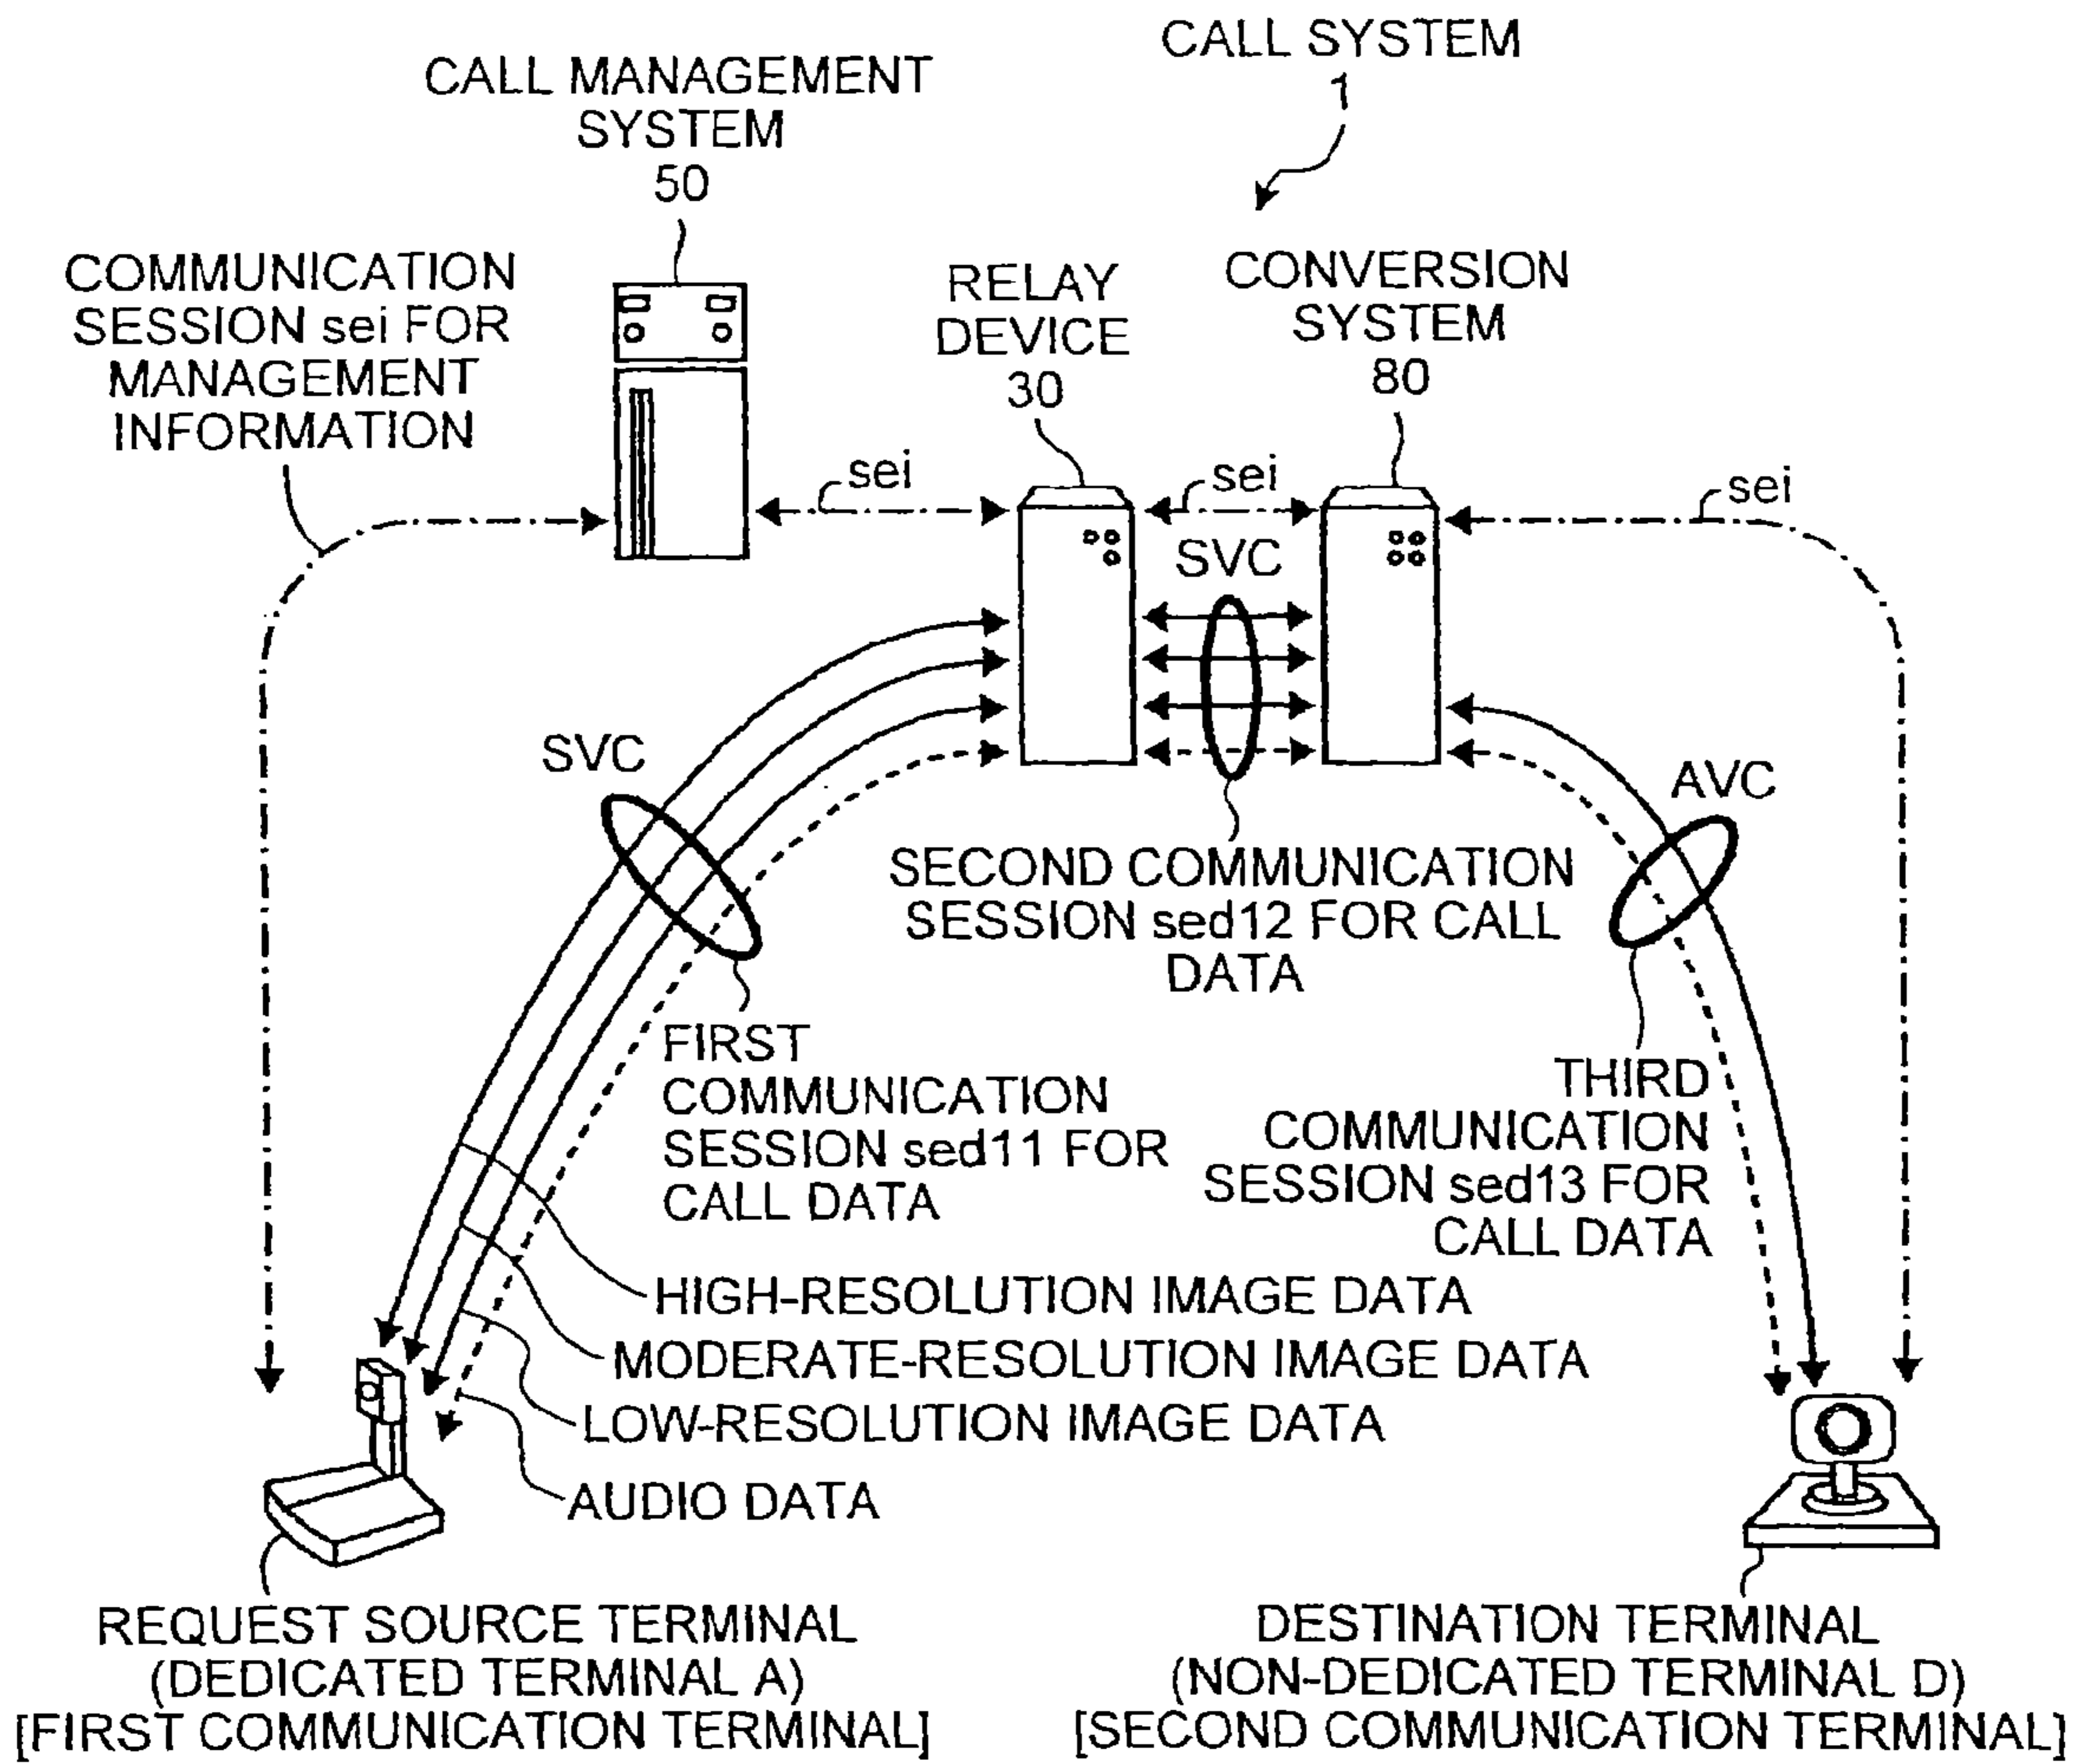 CALL SYSTEM
1
CALL MANAGEMENT
SYSTEM
50
COMMUNICATION
SESSION sei FOR
MANAGEMENT
INFORMATION
RELAY
DEVICE
30
CONVERSION
SYSTEM
80
sei
sei
sei
SVC
SVC
AVC
SECOND COMMUNICATION
SESSION sed12 FOR CALL
DATA
FIRST
COMMUNICATION
SESSION sed11 FOR
CALL DATA
THIRD
COMMUNICATION
SESSION sed13 FOR
CALL DATA
HIGH-RESOLUTION IMAGE DATA
MODERATE-RESOLUTION IMAGE DATA
LOW-RESOLUTION IMAGE DATA
AUDIO DATA
REQUEST SOURCE TERMINAL
(DEDICATED TERMINAL A)
[FIRST COMMUNICATION TERMINAL]
DESTINATION TERMINAL
(NON-DEDICATED TERMINAL D)
[SECOND COMMUNICATION TERMINAL]